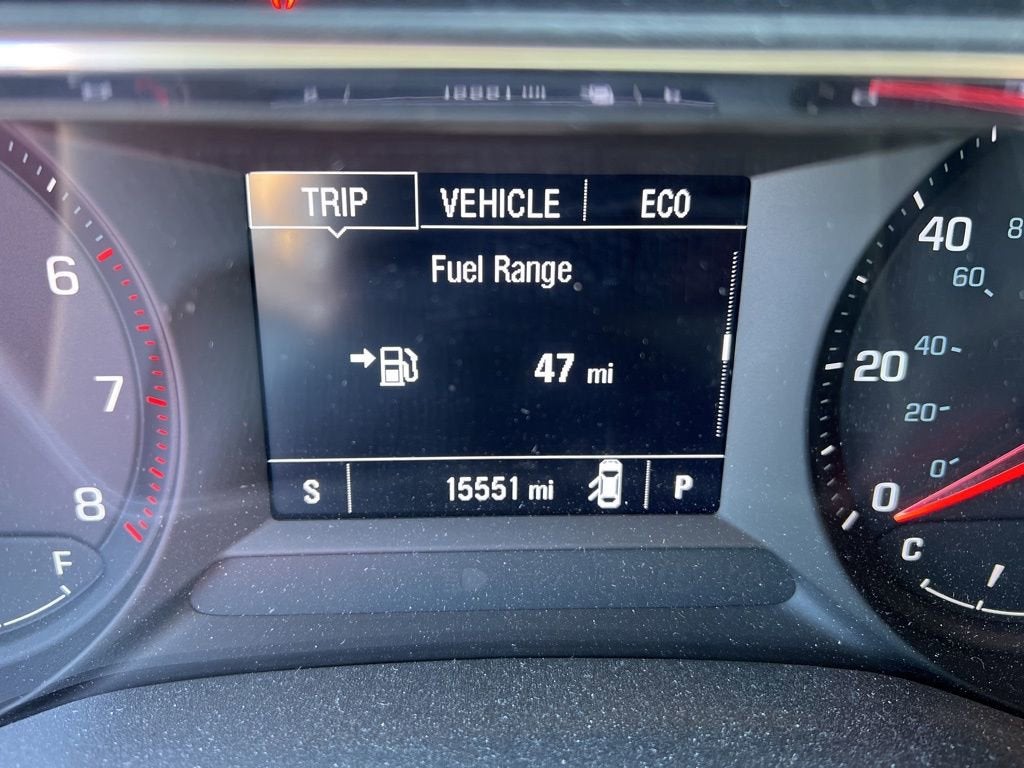 TRIP VEHICLE ECO
Fuel Range
47 mi
S 15551 mi P
6
7
8
F
40
20
0
8
60
40
20
0
C